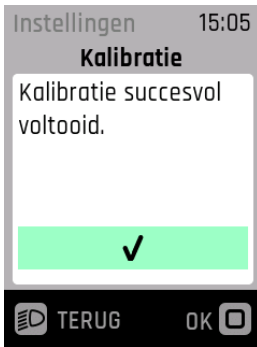 Instellingen 15:05
Kalibratie
Kalibratie succesvol
voltooid.
TERUG OK